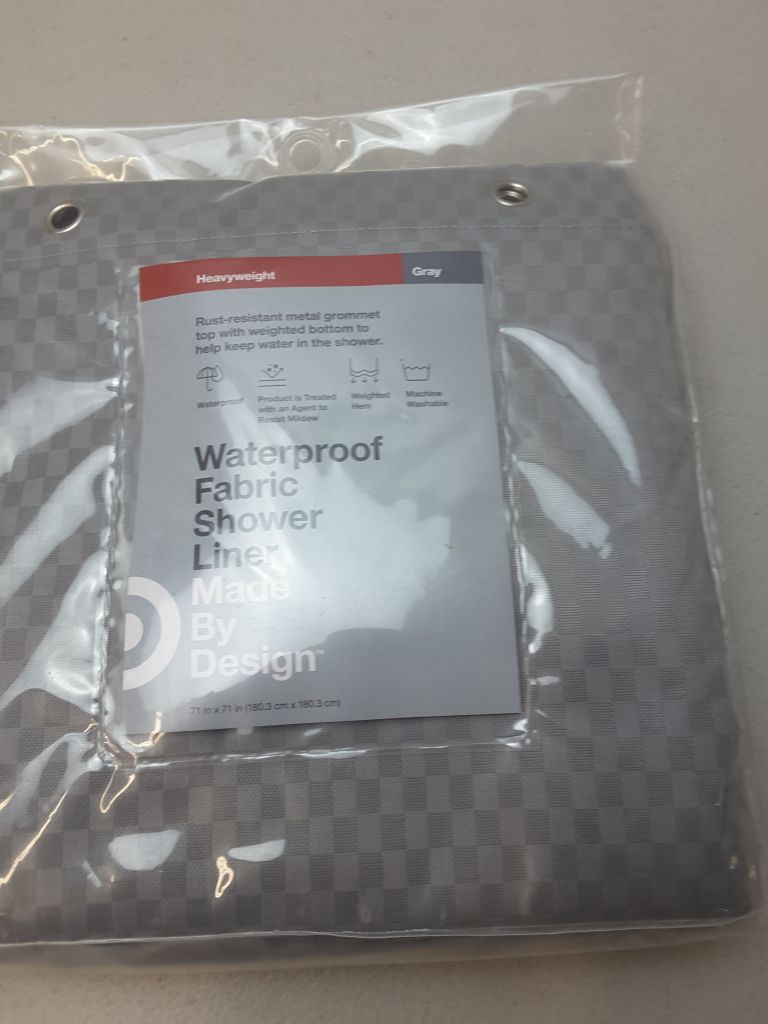 Heavyweight
Gray
Rust-resistant metal grommet
top with weighted bottom to
help keep water in the shower.
Waterproof
Product is Treated
with an Agent to
Resist Mildew
Weighted
Hem
Machine
Washable
Waterproof
Fabric
Shower
Liner
Made
By
Design™
71 in x 71 in (180.3 cm x 180.3 cm)